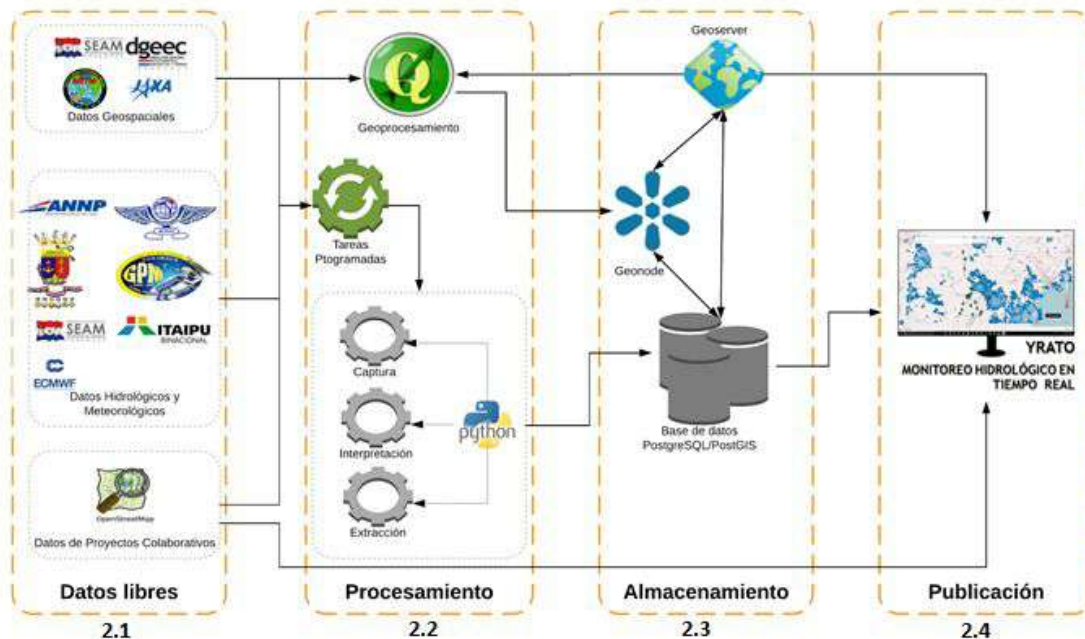 SEAM dgeec
JAXA
Datos Geospaciales
ANNP
GPM
SEAM ITAIPU
BINACIONAL
ECMWF
Datos Hidrológicos y
Meteorológicos
OpenStreetMap
Datos de Proyectos Colaborativos
Datos libres
2.1
Geoprocesamiento
Tareas
Ptogramadas
Captura
Interpretación
python
Extracción
Procesamiento
2.2
Geoserver
Geonode
Base de datos
PostgreSQL/PostGIS
Almacenamiento
2.3
YRATO
MONITOREO HIDROLÓGICO EN
TIEMPO REAL
Publicación
2.4